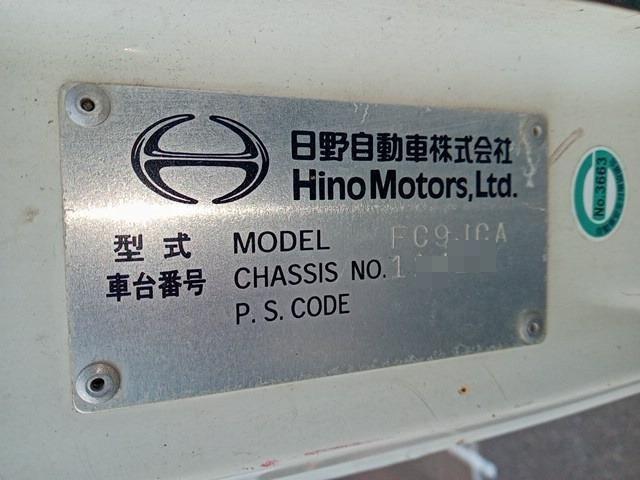 日野自動車株式会社
Hino Motors, Ltd.
型式 MODEL FC9JCA
車台番号 CHASSIS NO. 1
P.S. CODE
No.3663